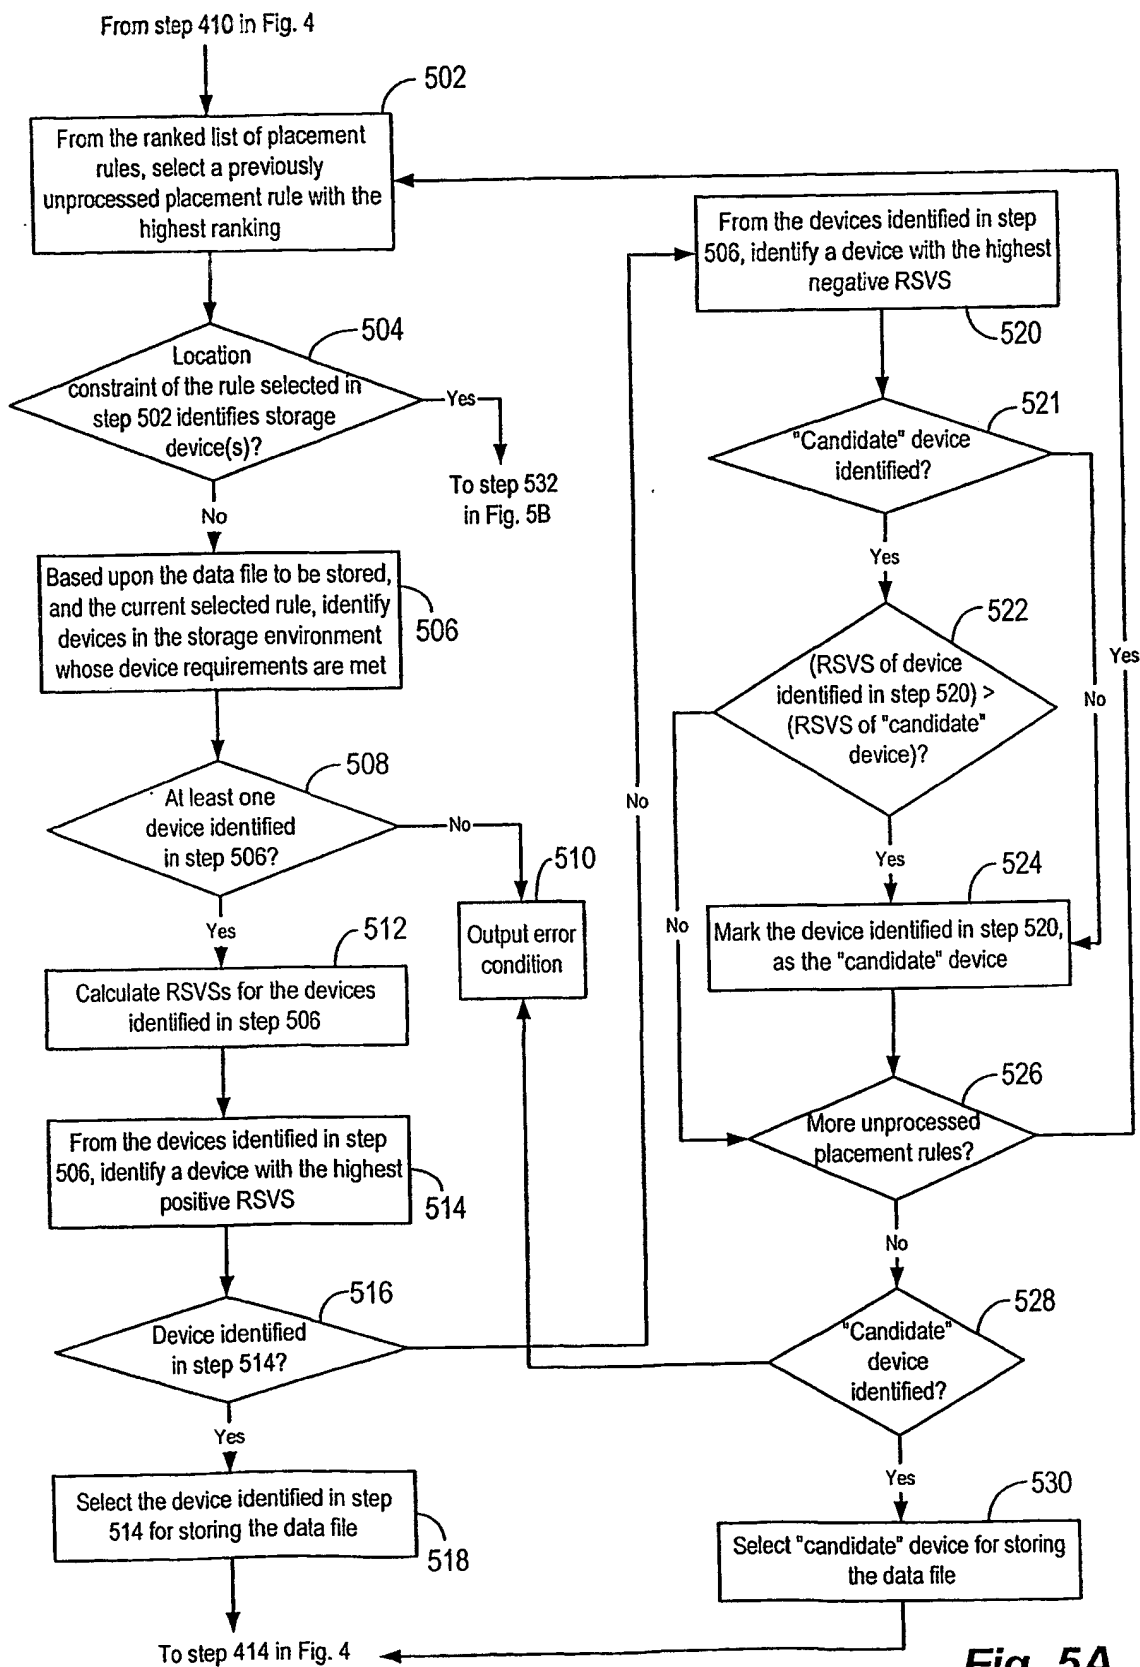 From step 410 in Fig. 4
502
From the ranked list of placement
rules, select a previously
unprocessed placement rule with the
highest ranking
504
Location
constraint of the rule selected in
step 502 identifies storage
device(s)?
Yes
To step 532
in Fig. 5B
No
Based upon the data file to be stored,
and the current selected rule, identify
devices in the storage environment
whose device requirements are met
506
508
At least one
device identified
in step 506?
No
510
Output error
condition
Yes
512
Calculate RSVSs for the devices
identified in step 506
From the devices identified in step
506, identify a device with the highest
positive RSVS
514
516
Device identified
in step 514?
No
Yes
Select the device identified in step
514 for storing the data file
518
To step 414 in Fig. 4
From the devices identified in step
506, identify a device with the highest
negative RSVS
520
521
"Candidate" device
identified?
No
Yes
522
(RSVS of device
identified in step 520) >
(RSVS of "candidate"
device)?
No
Yes
524
Mark the device identified in step 520,
as the "candidate" device
526
More unprocessed
placement rules?
Yes
No
528
"Candidate"
device
identified?
Yes
530
Select "candidate" device for storing
the data file
Fig. 5A